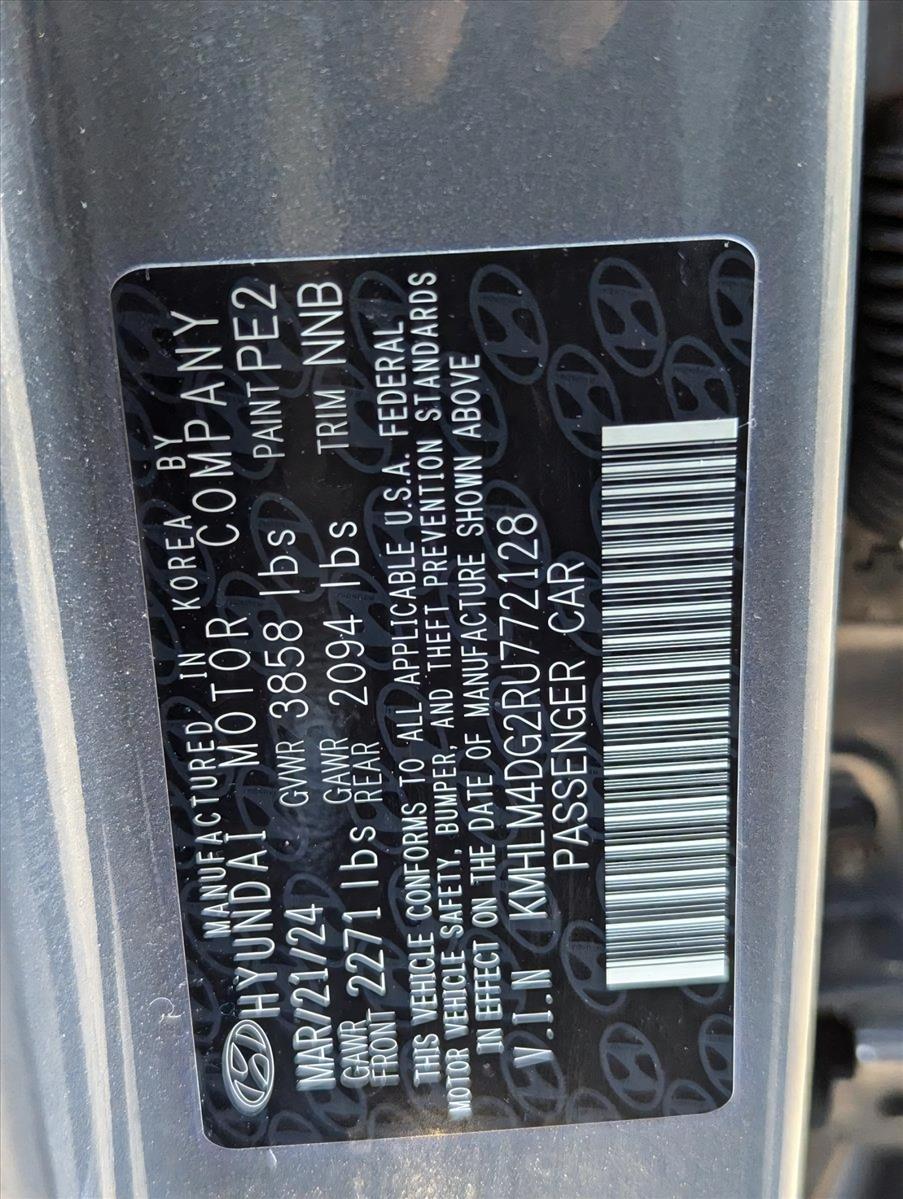 MANUFACTURED IN KOREA BY
HYUNDAI MOTOR COMPANY
MAR/21/24 GVWR 3858 lbs PAINT PE2
GAWR FRONT 2271 lbs GAWR REAR 2094 lbs TRIM NNB
THIS VEHICLE CONFORMS TO ALL APPLICABLE U.S.A. FEDERAL
MOTOR VEHICLE SAFETY, BUMPER, AND THEFT PREVENTION STANDARDS
IN EFFECT ON THE DATE OF MANUFACTURE SHOWN ABOVE
V.I.N KMHLM4DG2RU772128
PASSENGER CAR